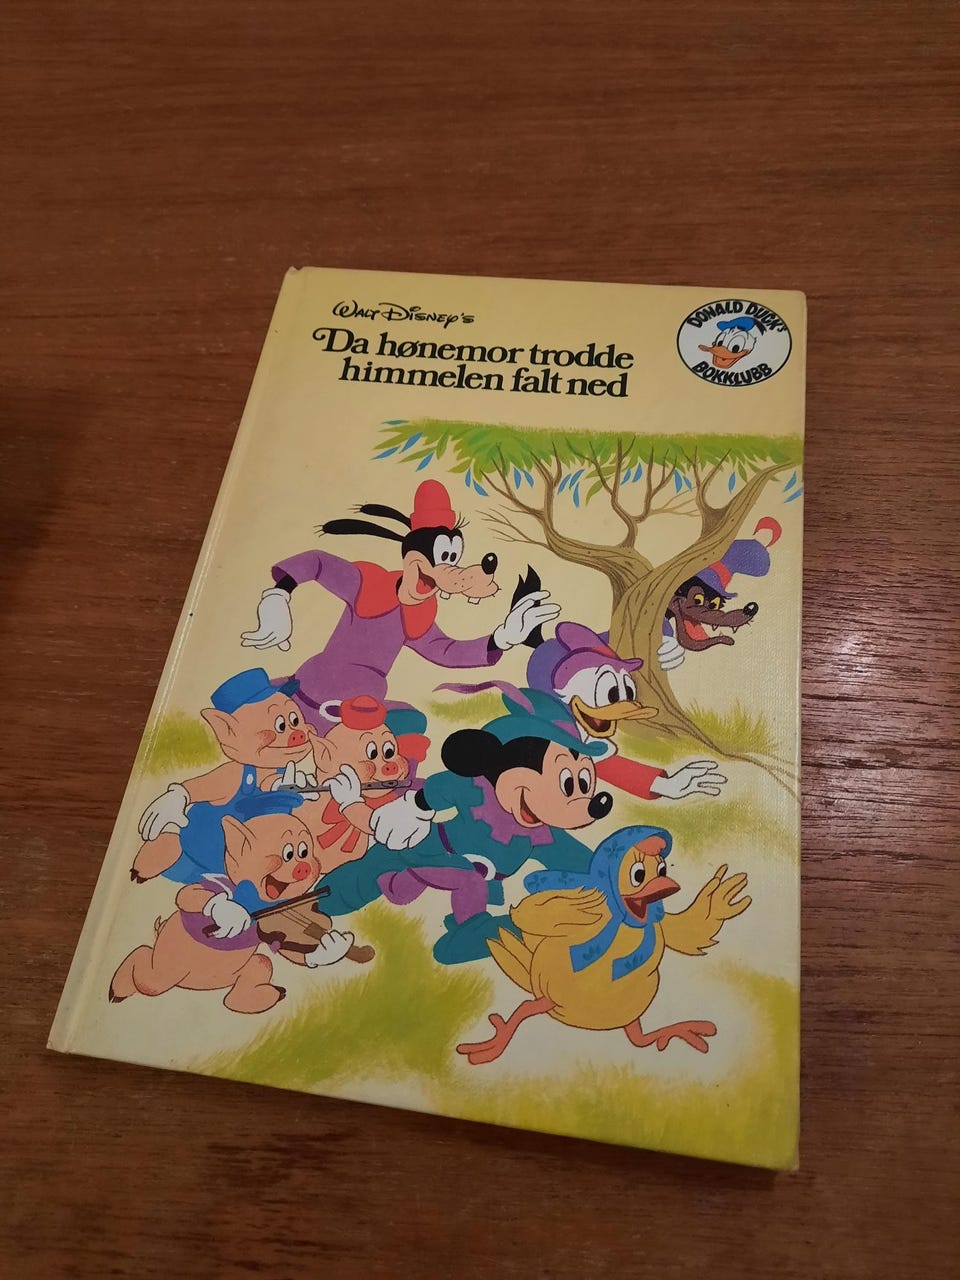 Walt Disney's
Da hønemor trodde
himmelen falt ned
DONALD DUCK's
BOKKLUBB